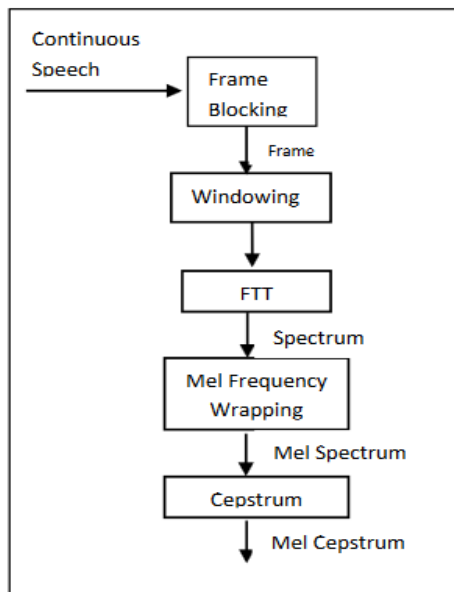 Continuous
Speech
Frame
Blocking
Frame
Windowing
FTT
Spectrum
Mel Frequency
Wrapping
Mel Spectrum
Cepstrum
Mel Cepstrum